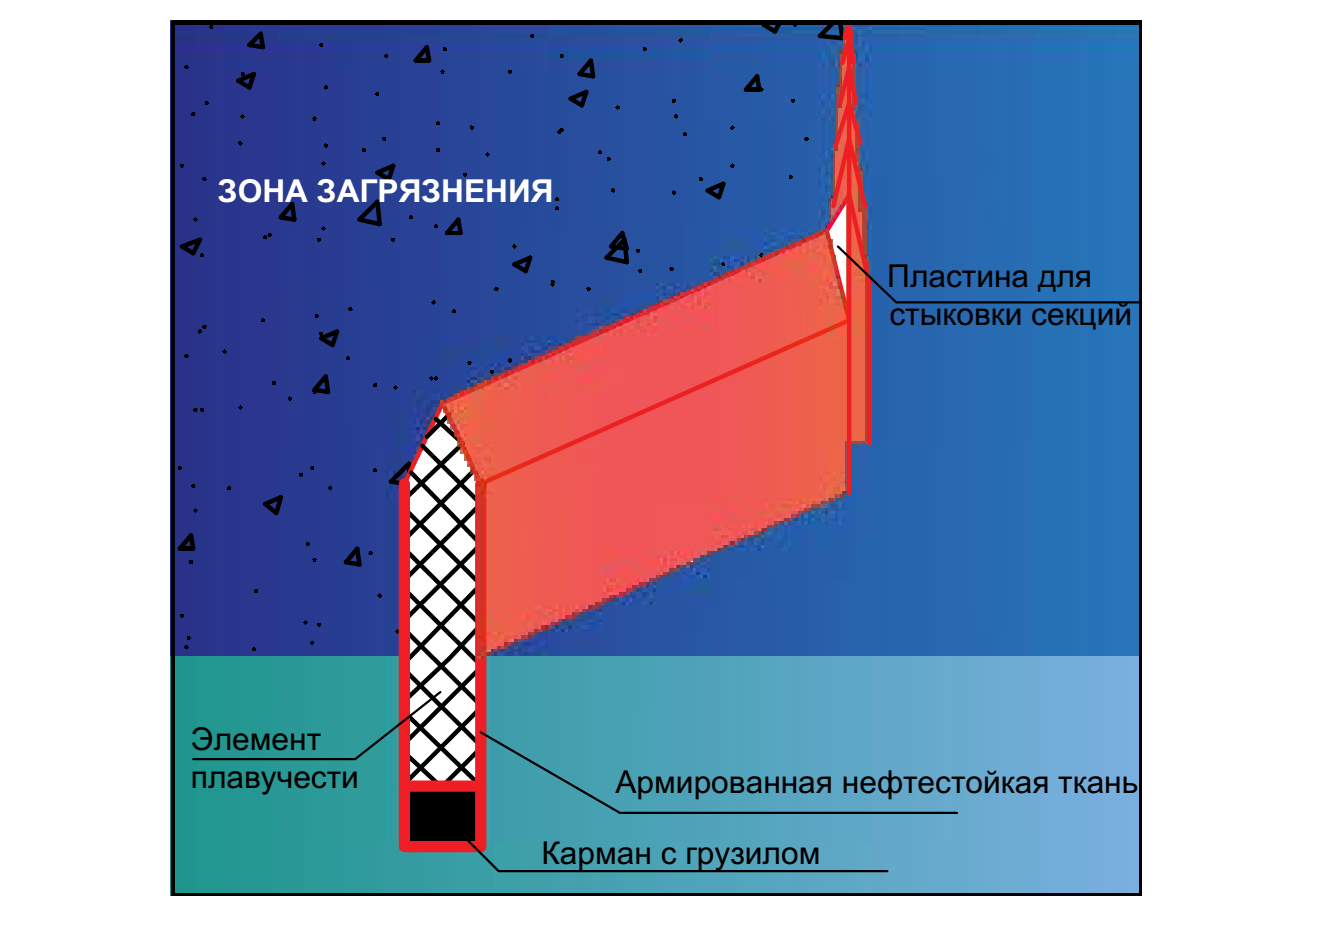 ЗОНА ЗАГРЯЗНЕНИЯ
Пластина для
стыковки секций
Элемент
плавучести
Армированная нефтестойкая ткань
Карман с грузилом